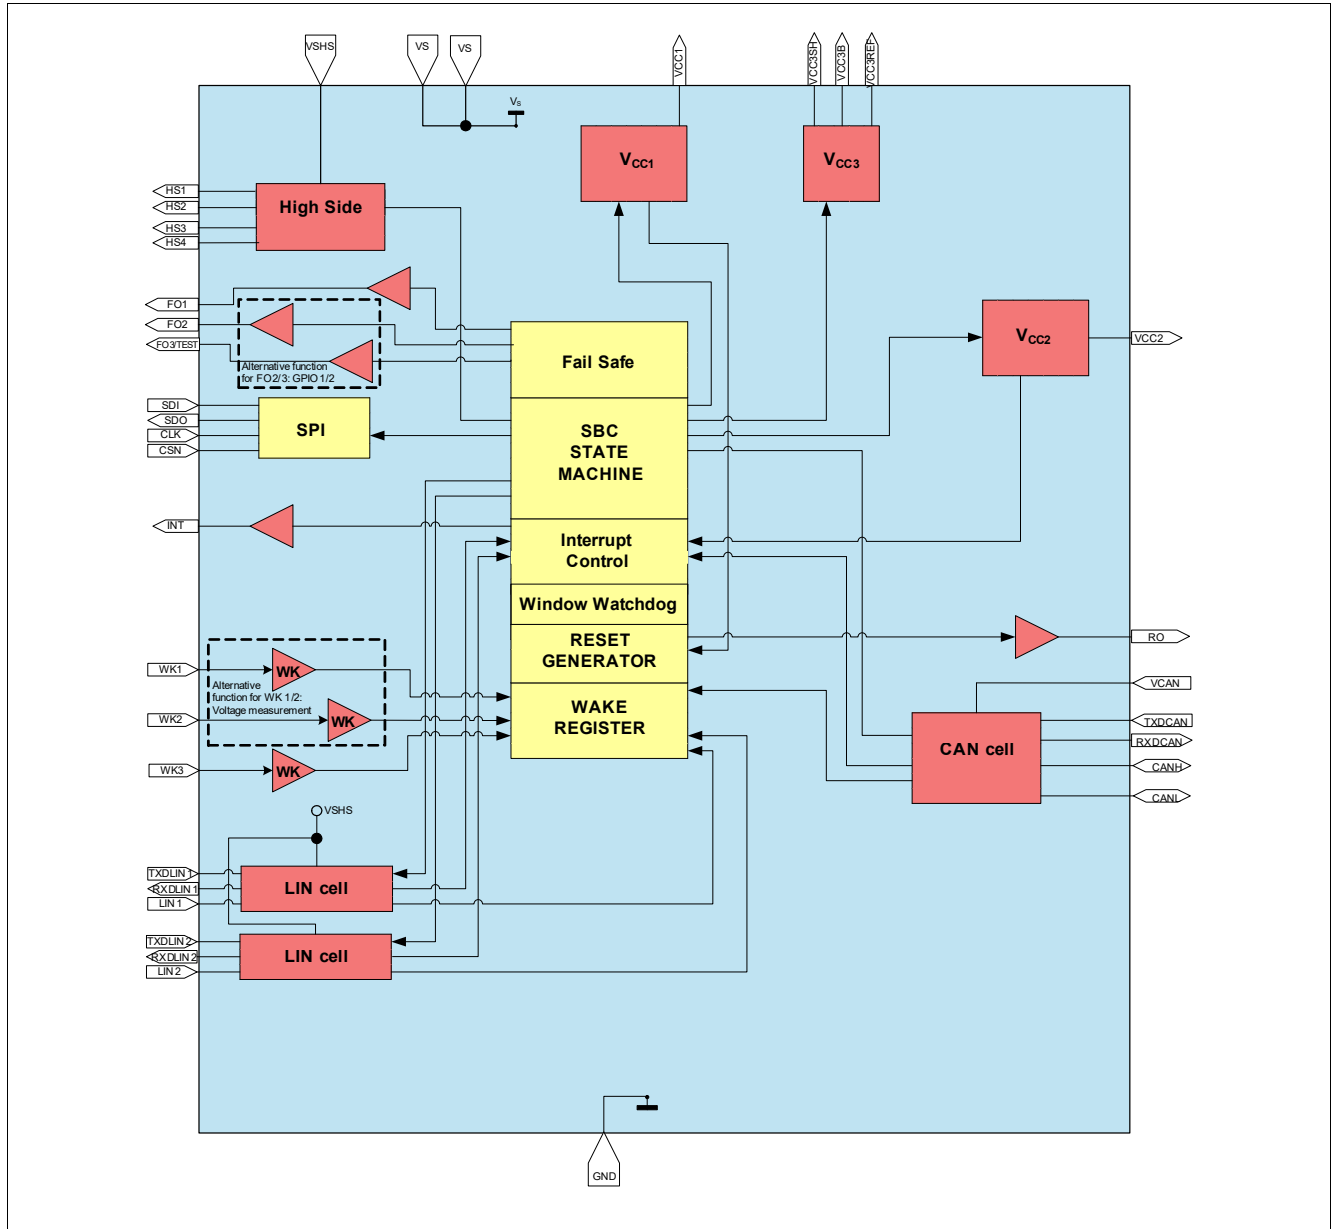 VSHS
VS
VS
VCC1
VCC3SH
VCC3B
VCC3REF
Vs
VCC1
VCC3
HS1
HS2
HS3
HS4
High Side
FO1
FO2
FO3/TEST
Alternative function
for FO2/3: GPIO1/2
Fail Safe
VCC2
VCC2
SDI
SDO
CLK
CSN
SPI
SBC
STATE
MACHINE
INT
Interrupt
Control
Window Watchdog
RESET
GENERATOR
RO
WK1
WK
Alternative
function for WK 1/2:
Voltage measurement
WK2
WK
WAKE
REGISTER
WK3
WK
VCAN
TXDCAN
RXDCAN
CANH
CANL
CAN cell
VSHS
TXDLIN1
RXDLIN1
LIN1
LIN cell
TXDLIN2
RXDLIN2
LIN2
LIN cell
GND